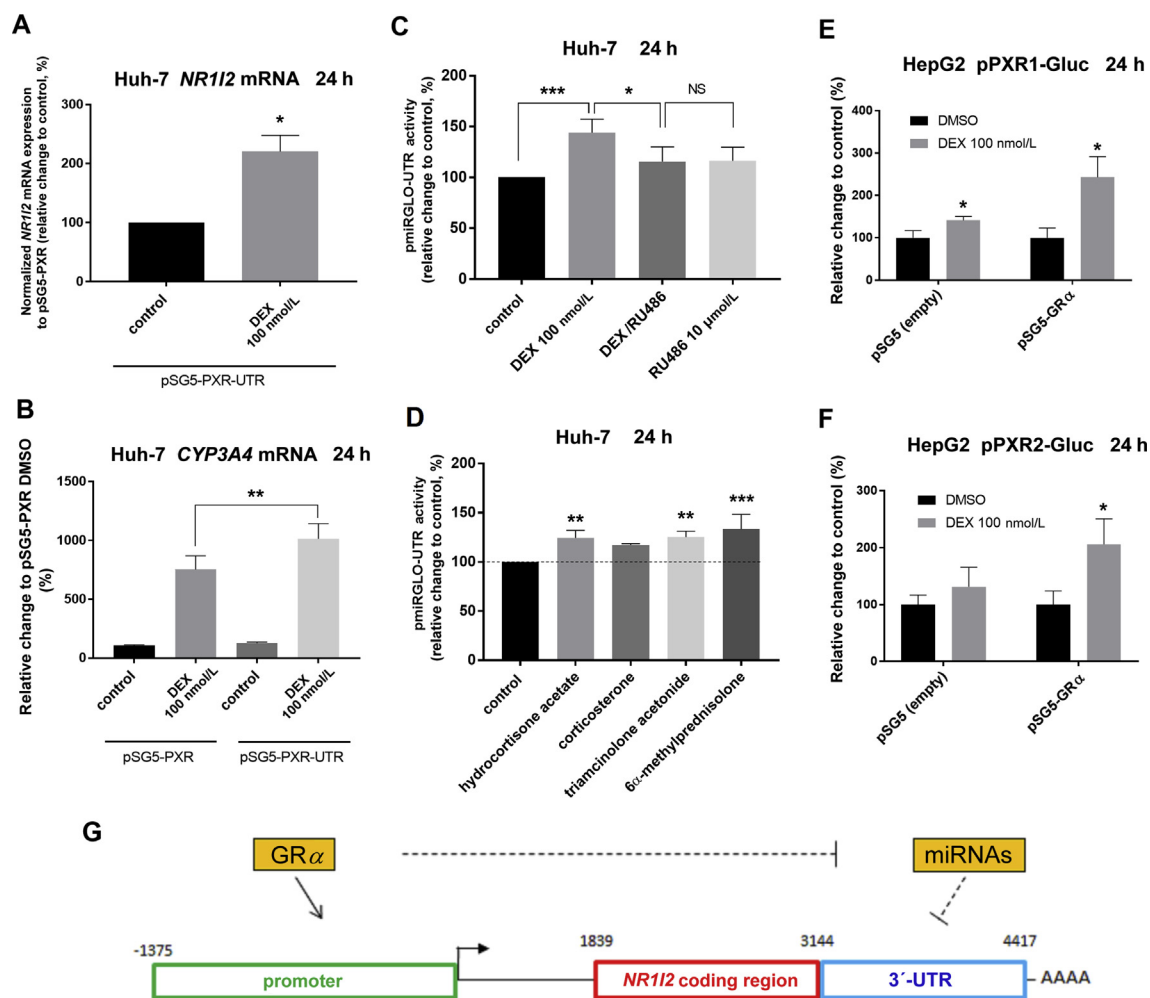 A
Huh-7 NR1I2 mRNA 24 h
Normalized NR1I2 mRNA expression
to pSG5-PXR (relative change to control, %)
300
200
100
0
*
control
DEX
100 nmol/L
pSG5-PXR-UTR
B
Huh-7 CYP3A4 mRNA 24 h
Relative change to pSG5-PXR DMSO
(%)
1500
1000
500
0
**
control
DEX
100 nmol/L
control
DEX
100 nmol/L
pSG5-PXR
pSG5-PXR-UTR
C
Huh-7 24 h
pmiRGLO-UTR activity
(relative change to control, %)
200
150
100
50
0
***
*
NS
control
DEX 100 nmol/L
DEX /RU486
RU486 10 μmol/L
D
Huh-7 24 h
pmiRGLO-UTR activity
(relative change to control, %)
200
150
100
50
0
**
**
***
control
hydrocortisone acetate
corticosterone
triamcinolone acetonide
6α-methylprednisolone
E
HepG2 pPXR1-Gluc 24 h
Relative change to control (%)
400
300
200
100
0
DMSO
DEX 100 nmol/L
*
*
pSG5 (empty)
pSG5-GRα
F
HepG2 pPXR2-Gluc 24 h
Relative change to control (%)
300
200
100
0
DMSO
DEX 100 nmol/L
*
pSG5 (empty)
pSG5-GRα
G
GRα
miRNAs
-1375
1839
3144
4417
promoter
NR1I2 coding region
3´-UTR
AAAA